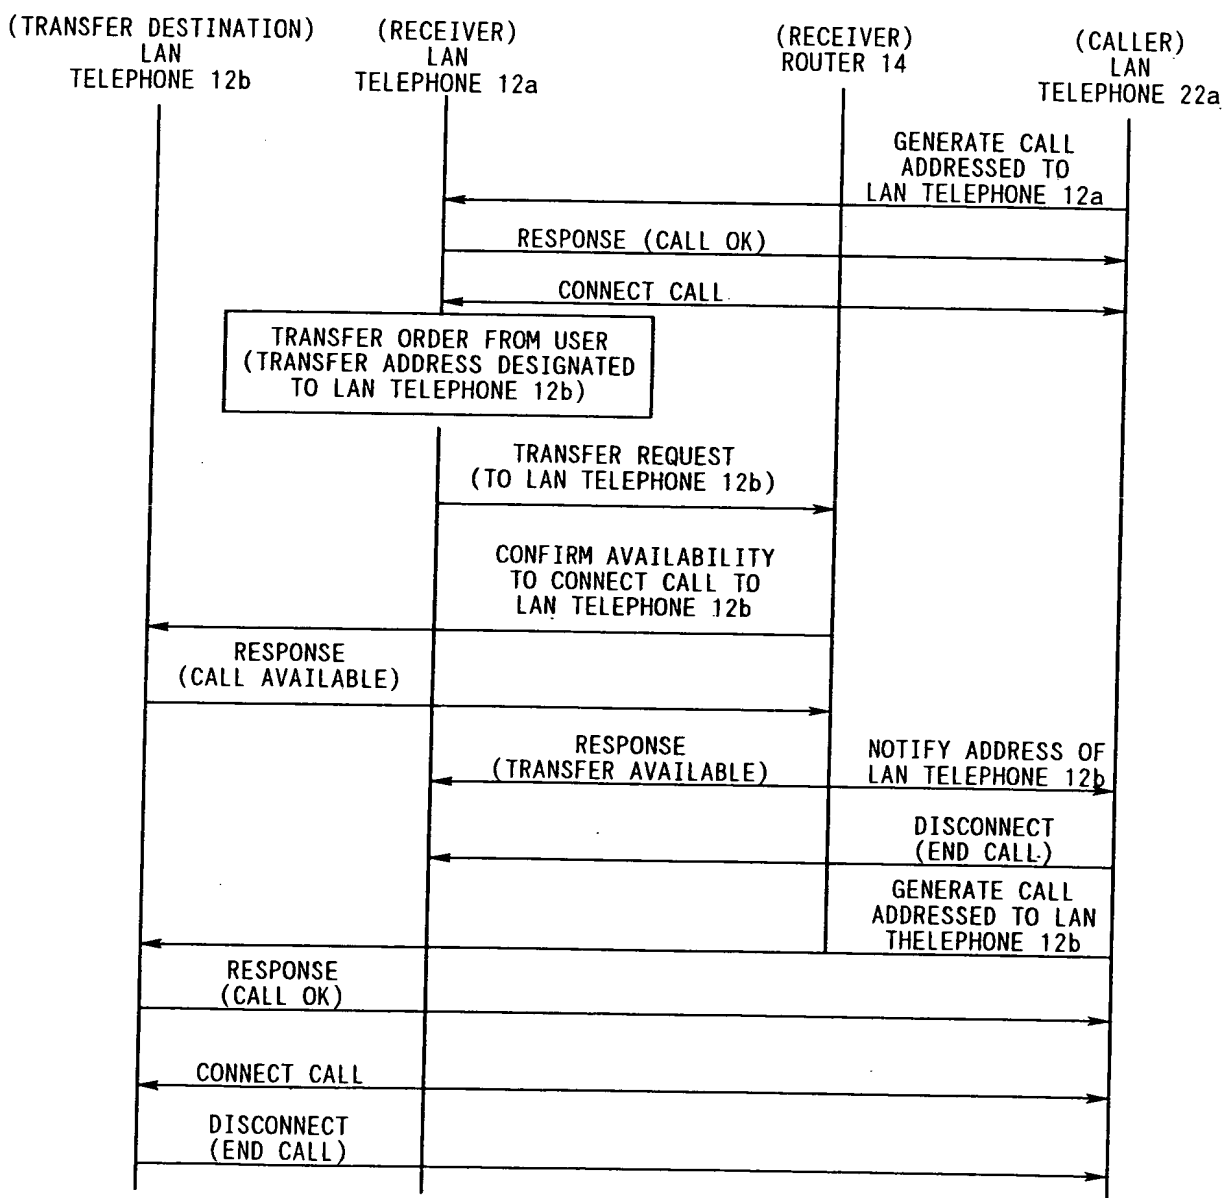 (TRANSFER DESTINATION)
LAN
TELEPHONE 12b
(RECEIVER)
LAN
TELEPHONE 12a
(RECEIVER)
ROUTER 14
(CALLER)
LAN
TELEPHONE 22a
GENERATE CALL
ADDRESSED TO
LAN TELEPHONE 12a
RESPONSE (CALL OK)
CONNECT CALL
TRANSFER ORDER FROM USER
(TRANSFER ADDRESS DESIGNATED
TO LAN TELEPHONE 12b)
TRANSFER REQUEST
(TO LAN TELEPHONE 12b)
CONFIRM AVAILABILITY
TO CONNECT CALL TO
LAN TELEPHONE 12b
RESPONSE
(CALL AVAILABLE)
RESPONSE
(TRANSFER AVAILABLE)
NOTIFY ADDRESS OF
LAN TELEPHONE 12b
DISCONNECT
(END CALL)
GENERATE CALL
ADDRESSED TO LAN
THELEPHONE 12b
RESPONSE
(CALL OK)
CONNECT CALL
DISCONNECT
(END CALL)